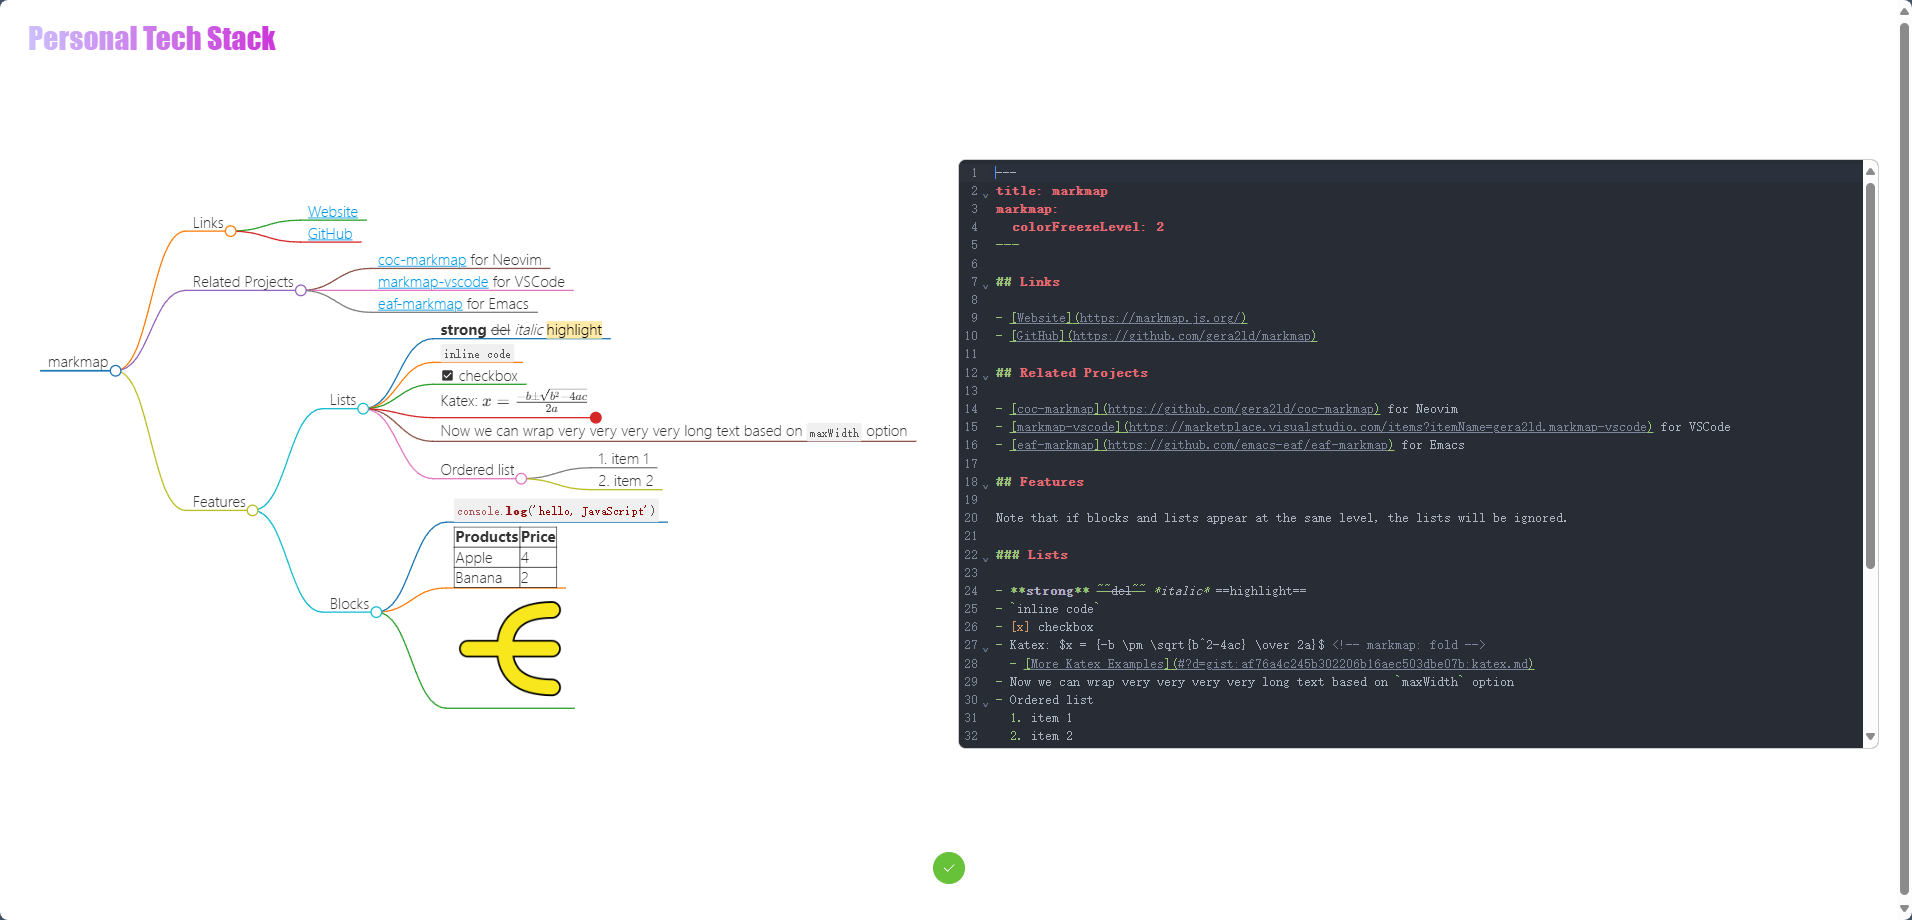 Personal Tech Stack
markmap
Links
Website
GitHub
Related Projects
coc-markmap for Neovim
markmap-vscode for VSCode
eaf-markmap for Emacs
Features
Lists
strong del italic highlight
inline code
checkbox
Katex: x = −b±√b²−4ac / 2a
Now we can wrap very very very very long text based on maxWidth option
Ordered list
1. item 1
2. item 2
Blocks
console.log('hello, JavaScript')
Products Price
Apple 4
Banana 2
1 ---
2 title: markmap
3 markmap:
4 colorFreezeLevel: 2
5 ---
6
7 ## Links
8
9 - [Website](https://markmap.js.org/)
10 - [GitHub](https://github.com/gera2ld/markmap)
11
12 ## Related Projects
13
14 - [coc-markmap](https://github.com/gera2ld/coc-markmap) for Neovim
15 - [markmap-vscode](https://marketplace.visualstudio.com/items?itemName=gera2ld.markmap-vscode) for VSCode
16 - [eaf-markmap](https://github.com/emacs-eaf/eaf-markmap) for Emacs
17
18 ## Features
19
20 Note that if blocks and lists appear at the same level, the lists will be ignored.
21
22 ### Lists
23
24 - **strong** ~~del~~ *italic* ==highlight==
25 - `inline code`
26 - [x] checkbox
27 - Katex: $x = {-b \pm \sqrt{b^2-4ac} \over 2a}$ <!-- markmap: fold -->
28 - [More Katex Examples](#?d=gist:af76a4c245b302206b16aec503dbe07b:katex.md)
29 - Now we can wrap very very very very long text based on `maxWidth` option
30 - Ordered list
31 1. item 1
32 2. item 2